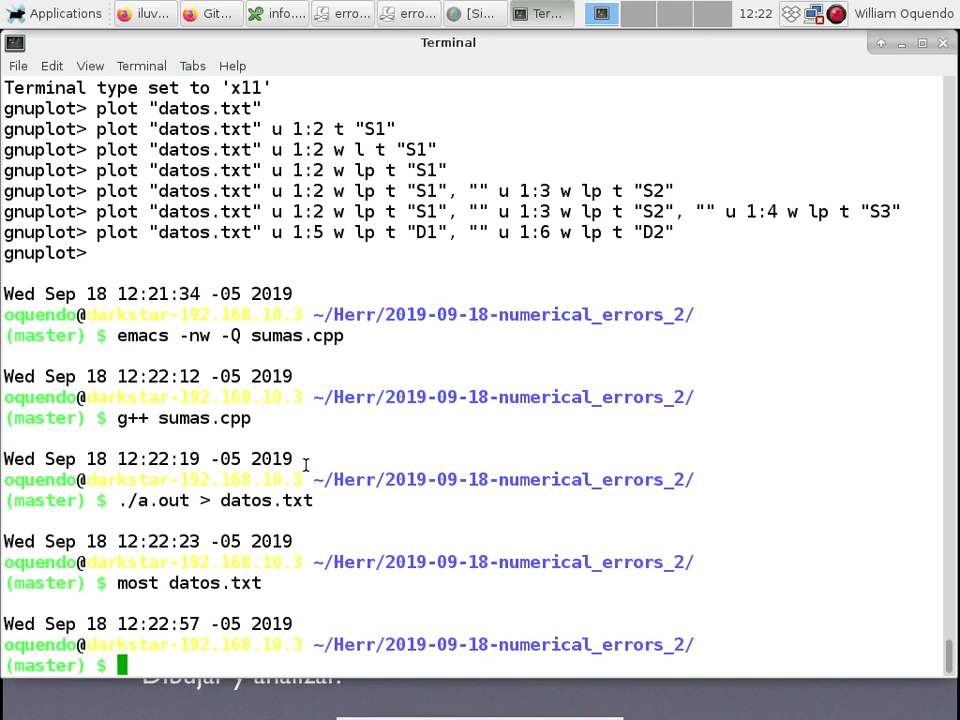 Applications iluv... Git... info.... erro... erro... [Si... Ter... 12:22 William Oquendo
Terminal
File Edit View Terminal Tabs Help
Terminal type set to 'x11'
gnuplot> plot "datos.txt"
gnuplot> plot "datos.txt" u 1:2 t "S1"
gnuplot> plot "datos.txt" u 1:2 w l t "S1"
gnuplot> plot "datos.txt" u 1:2 w lp t "S1"
gnuplot> plot "datos.txt" u 1:2 w lp t "S1", "" u 1:3 w lp t "S2"
gnuplot> plot "datos.txt" u 1:2 w lp t "S1", "" u 1:3 w lp t "S2", "" u 1:4 w lp t "S3"
gnuplot> plot "datos.txt" u 1:5 w lp t "D1", "" u 1:6 w lp t "D2"
gnuplot>
Wed Sep 18 12:21:34 -05 2019
oquendo@darkstar-192.168.10.3 ~/Herr/2019-09-18-numerical_errors_2/
(master) $ emacs -nw -Q sumas.cpp
Wed Sep 18 12:22:12 -05 2019
oquendo@darkstar-192.168.10.3 ~/Herr/2019-09-18-numerical_errors_2/
(master) $ g++ sumas.cpp
Wed Sep 18 12:22:19 -05 2019
oquendo@darkstar-192.168.10.3 ~/Herr/2019-09-18-numerical_errors_2/
(master) $ ./a.out > datos.txt
Wed Sep 18 12:22:23 -05 2019
oquendo@darkstar-192.168.10.3 ~/Herr/2019-09-18-numerical_errors_2/
(master) $ most datos.txt
Wed Sep 18 12:22:57 -05 2019
oquendo@darkstar-192.168.10.3 ~/Herr/2019-09-18-numerical_errors_2/
(master) $
Dibujar y analizar.